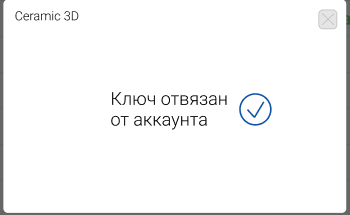 Ceramic 3D
Ключ отвязан
от аккаунта